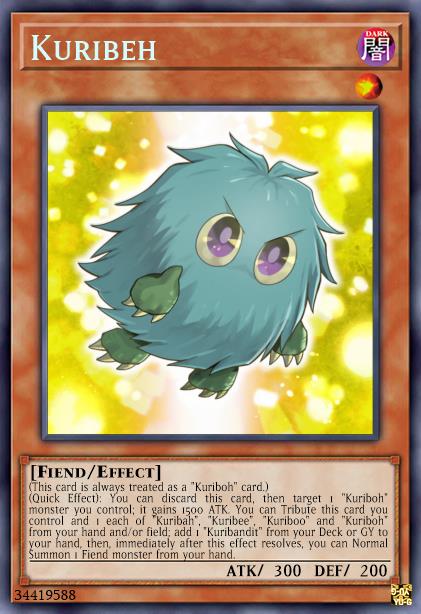 KURIBEH
DARK
闇
[FIEND/EFFECT]
(This card is always treated as a "Kuriboh" card.)
(Quick Effect): You can discard this card, then target 1 "Kuriboh"
monster you control; it gains 1500 ATK. You can Tribute this card you
control and 1 each of "Kuribah", "Kuribee", "Kuriboo" and "Kuriboh"
from your hand and/or field; add 1 "Kuribandit" from your Deck or GY to
your hand, then, immediately after this effect resolves, you can Normal
Summon 1 Fiend monster from your hand.
ATK/ 300 DEF/ 200
34419588